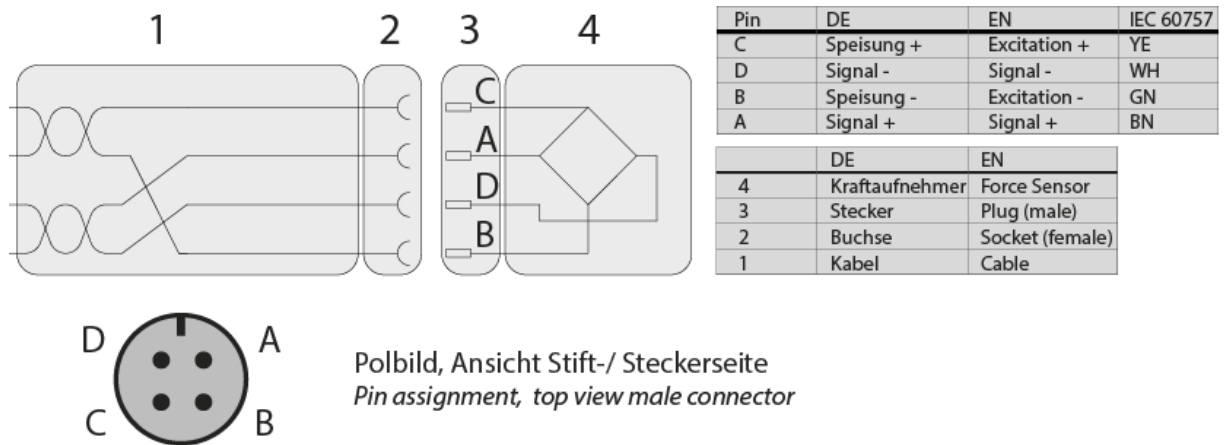 1 2 3 4
C
A
D
B
Pin DE EN IEC 60757
C Speisung + Excitation + YE
D Signal - Signal - WH
B Speisung - Excitation - GN
A Signal + Signal + BN
DE EN
4 Kraftaufnehmer Force Sensor
3 Stecker Plug (male)
2 Buchse Socket (female)
1 Kabel Cable
D A
C B
Polbild, Ansicht Stift-/ Steckerseite
Pin assignment, top view male connector